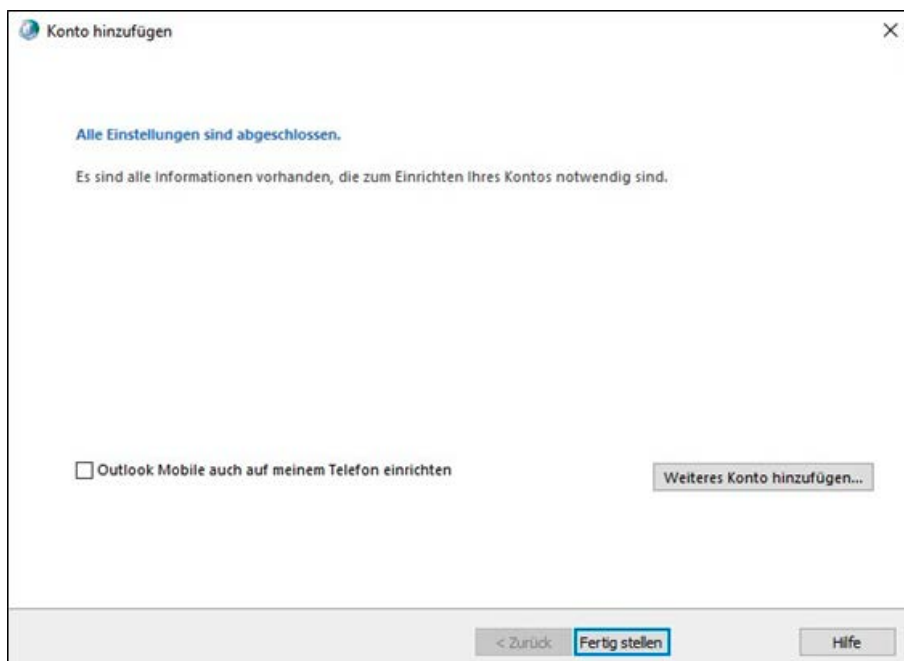 Konto hinzufügen
Alle Einstellungen sind abgeschlossen.
Es sind alle Informationen vorhanden, die zum Einrichten Ihres Kontos notwendig sind.
Outlook Mobile auch auf meinem Telefon einrichten
Weiteres Konto hinzufügen...
< Zurück Fertig stellen Hilfe